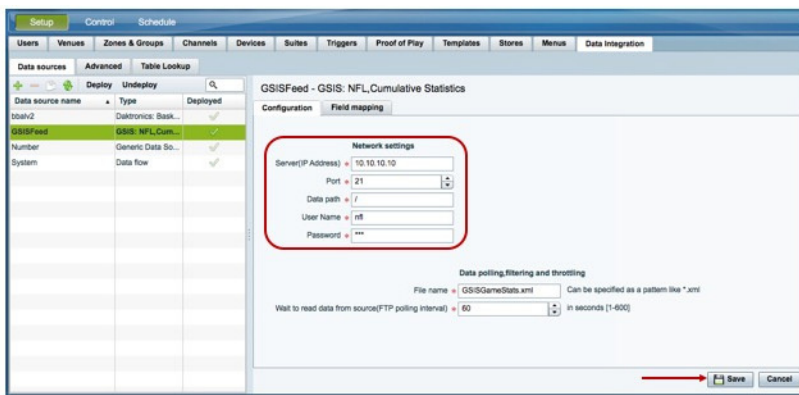 Setup Control Schedule
Users Venues Zones & Groups Channels Devices Suites Triggers Proof of Play Templates Stores Menus Data Integration
Data sources Advanced Table Lookup
Deploy Undeploy
Data source name Type Deployed
bbalv2 Daktronics: Bask...
GSISFeed GSIS: NFL,Cum...
Number Generic Data So...
System Data flow
GSISFeed - GSIS: NFL,Cumulative Statistics
Configuration Field mapping
Network settings
Server(IP Address) * 10.10.10.10
Port * 21
Data path * /
User Name * nfl
Password * ***
Data polling,filtering and throttling
File name * GSISGameStats.xml Can be specified as a pattern like *.xml
Wait to read data from source(FTP polling interval) * 60 in seconds [1-600]
Save Cancel